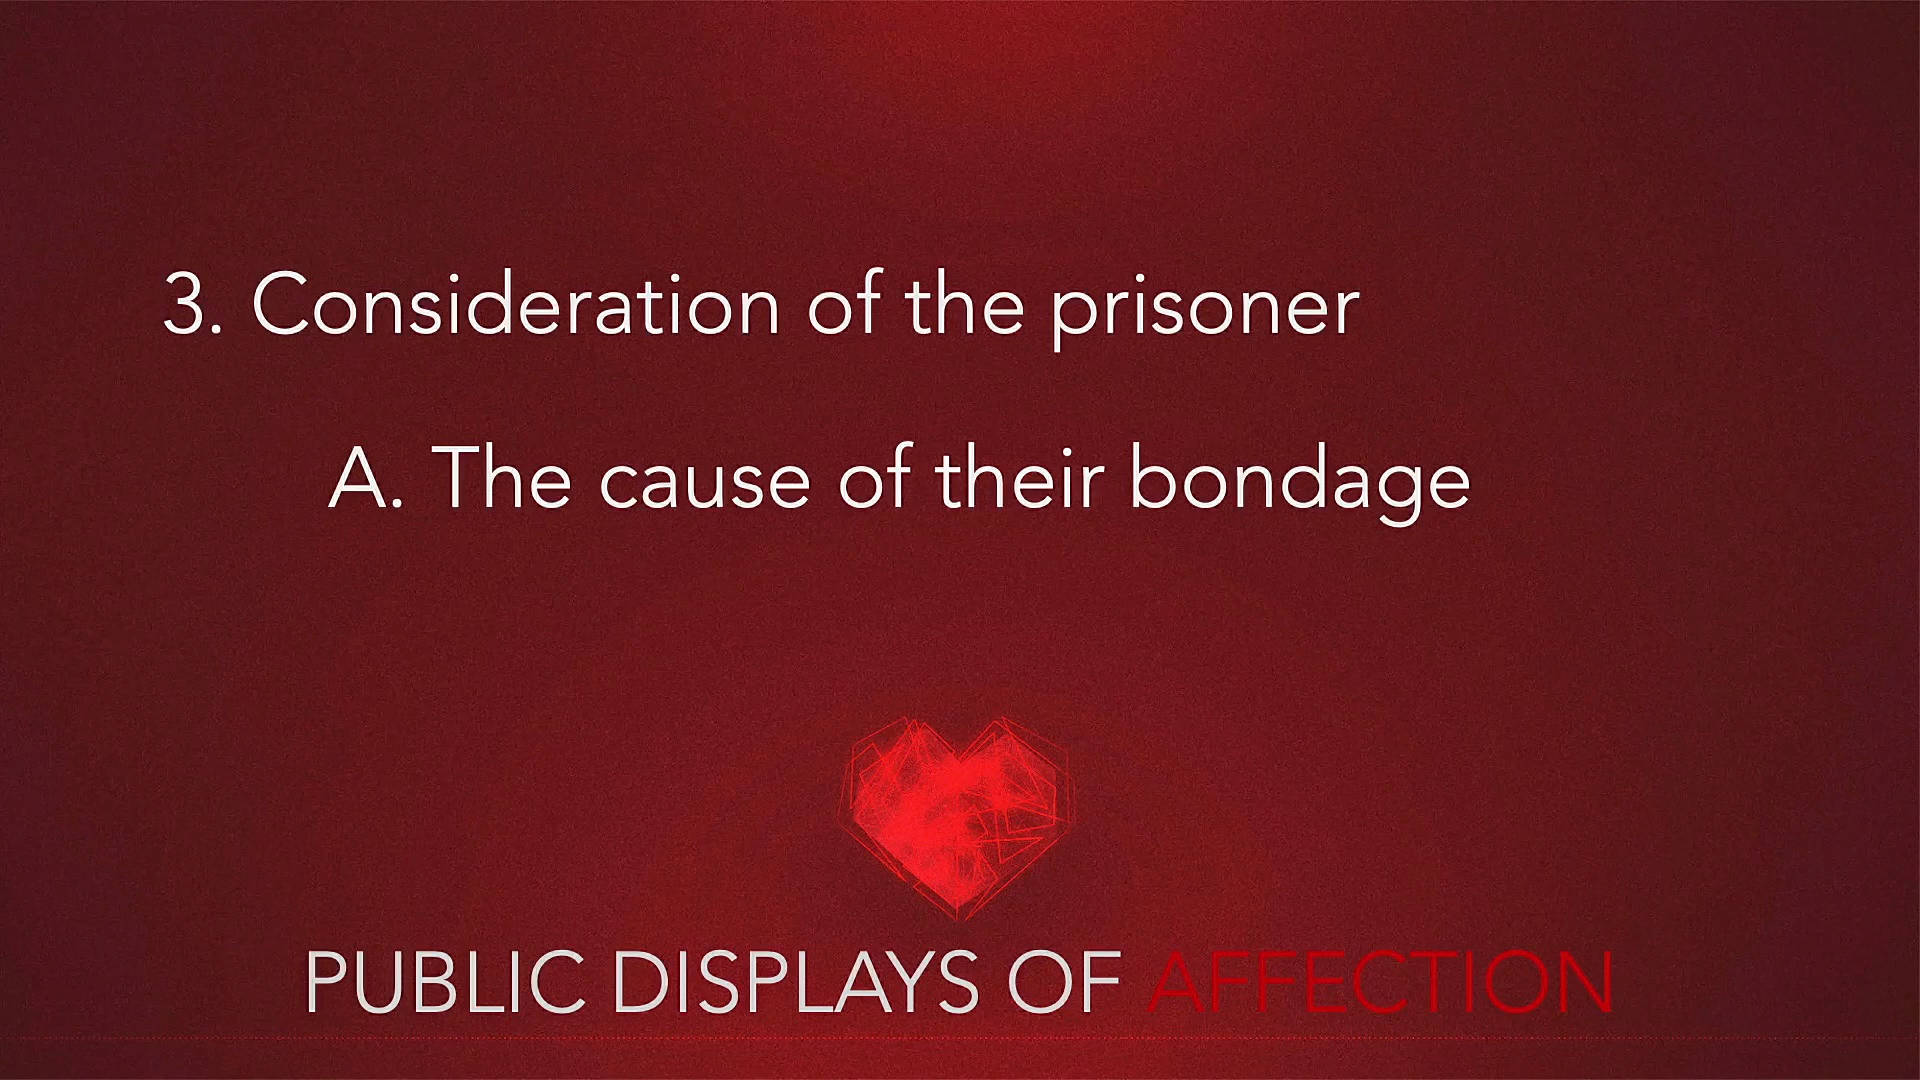 3. Consideration of the prisoner
A. The cause of their bondage
PUBLIC DISPLAYS OF AFFECTION